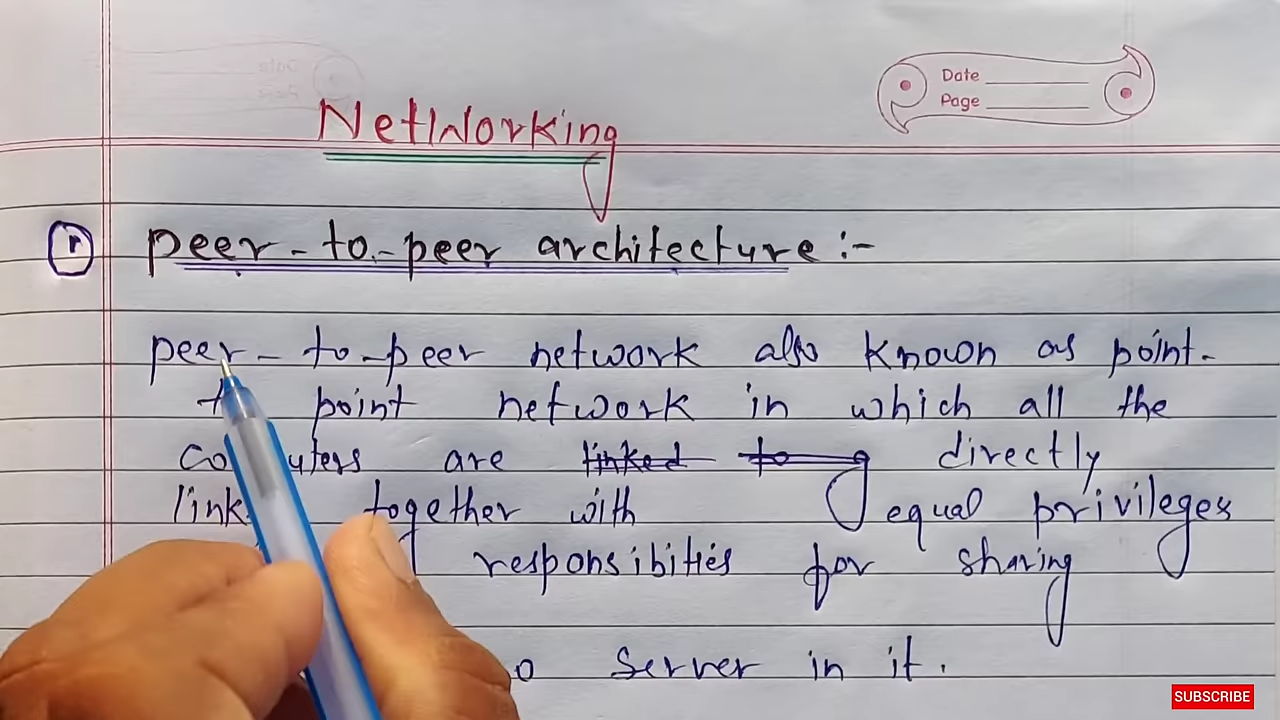 Date
Page
NetWorking
1 peer-to-peer architecture :-
peer-to-peer network also known as point-
point network in which all the
are linked to directly
together with equal privileges
responsibities for sharing
Server in it.
SUBSCRIBE